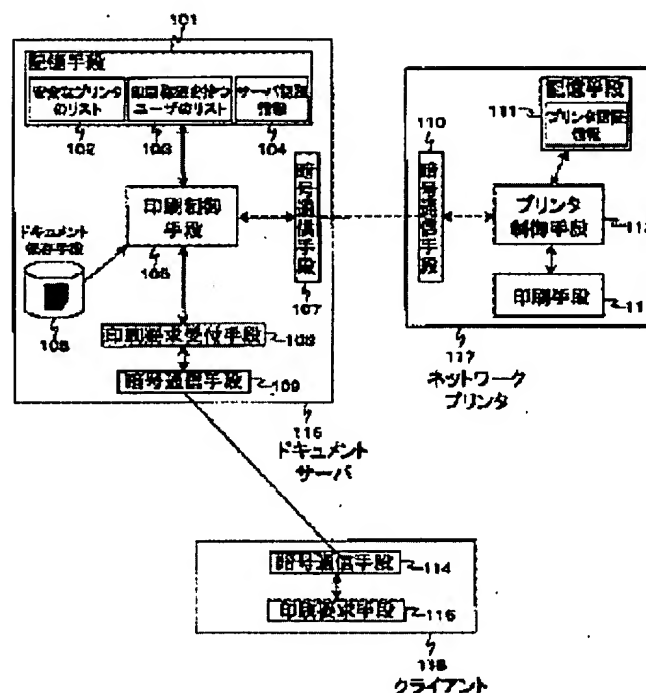 101
記憶手段
安全なプリンタ
のリスト
印刷権限を持つ
ユーザのリスト
サーバ認証
情報
102
103
104
印刷制御
手段
暗号通信手段
107
ドキュメント
保存手段
印刷要求受付手段
暗号通信手段
109
116
ドキュメント
サーバ
110
暗号通信手段
記憶手段
111
プリンタ認証
情報
プリンタ
制御手段
印刷手段
117
ネットワーク
プリンタ
暗号通信手段
114
印刷要求手段
115
118
クライアント